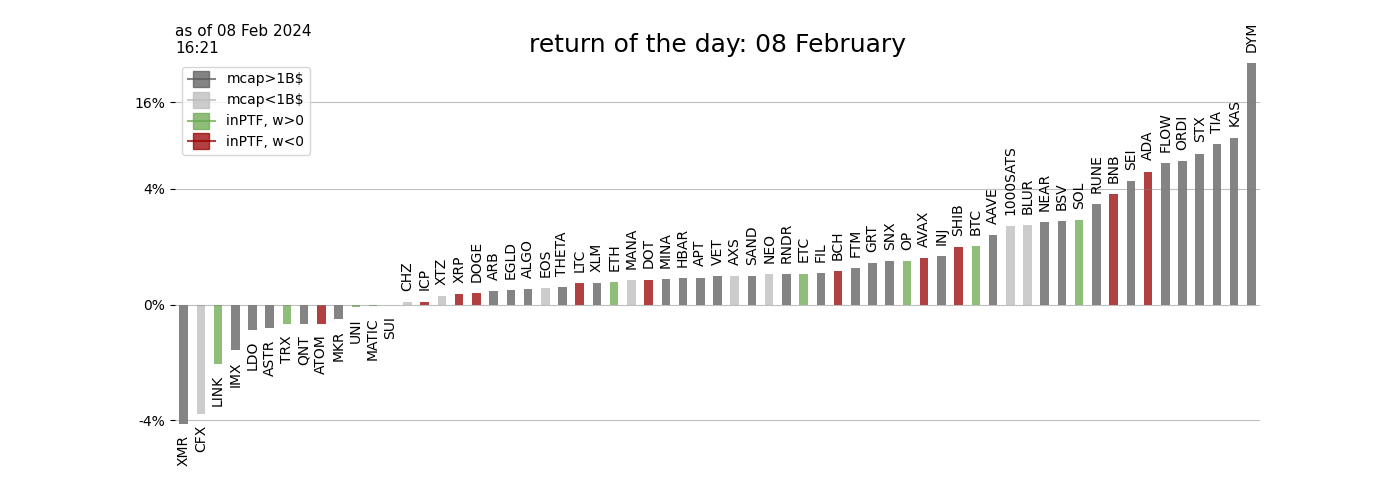 as of 08 Feb 2024
16:21
return of the day: 08 February
mcap>1B$
mcap<1B$
inPTF, w>0
inPTF, w<0
16%
4%
0%
-4%
XMR
CFX
LINK
IMX
LDO
ASTR
TRX
QNT
ATOM
MKR
UNI
MATIC
SUI
CHZ
ICP
XTZ
XRP
DOGE
ARB
EGLD
ALGO
EOS
THETA
LTC
XLM
ETH
MANA
DOT
MINA
HBAR
APT
VET
AXS
SAND
NEO
RNDR
ETC
FIL
BCH
FTM
GRT
SNX
OP
AVAX
INJ
SHIB
BTC
AAVE
1000SATS
BLUR
NEAR
BSV
SOL
RUNE
BNB
SEI
ADA
FLOW
ORDI
STX
TIA
KAS
DYM